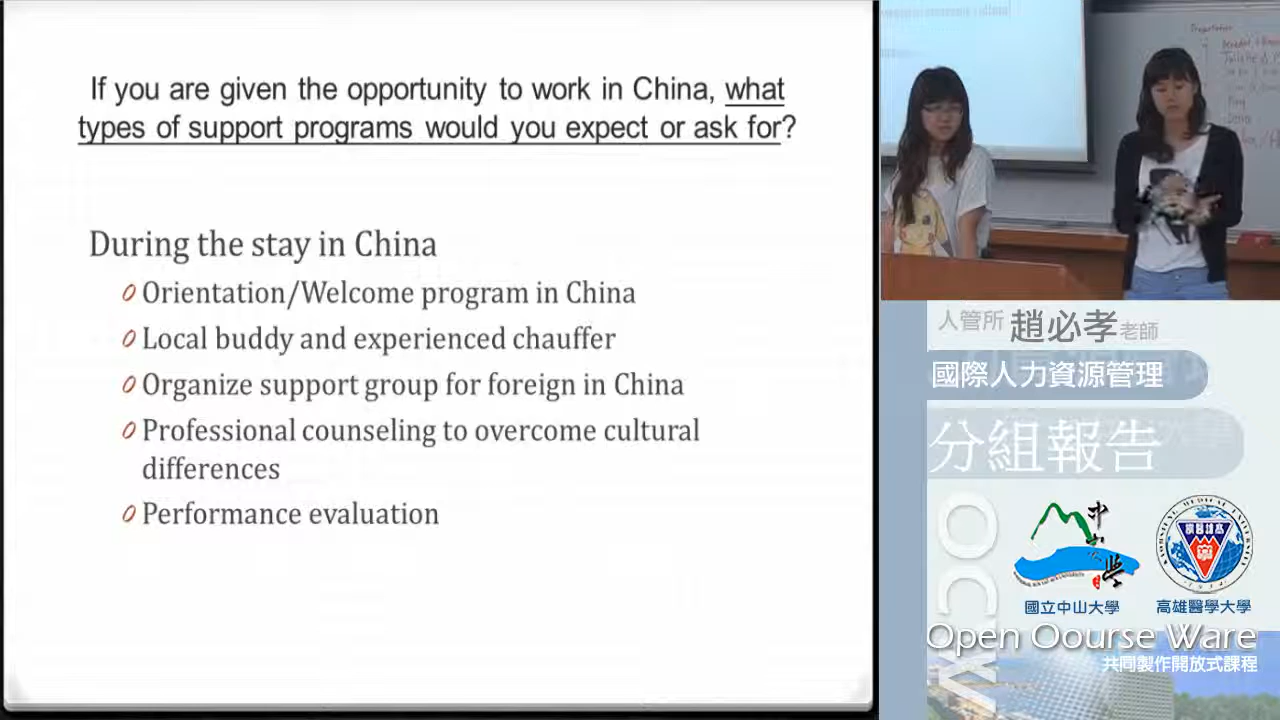 If you are given the opportunity to work in China, what
types of support programs would you expect or ask for?
During the stay in China
Orientation/Welcome program in China
Local buddy and experienced chauffer
Organize support group for foreign in China
Professional counseling to overcome cultural
differences
Performance evaluation
人管所 趙必孝老師
國際人力資源管理
分組報告
OCW
國立中山大學
高雄醫學大學
Open Oourse Ware
共同製作開放式課程